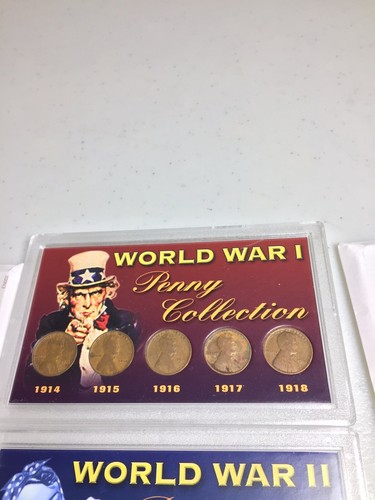 WORLD WAR I
Penny
Collection
1914 1915 1916 1917 1918
WORLD WAR II